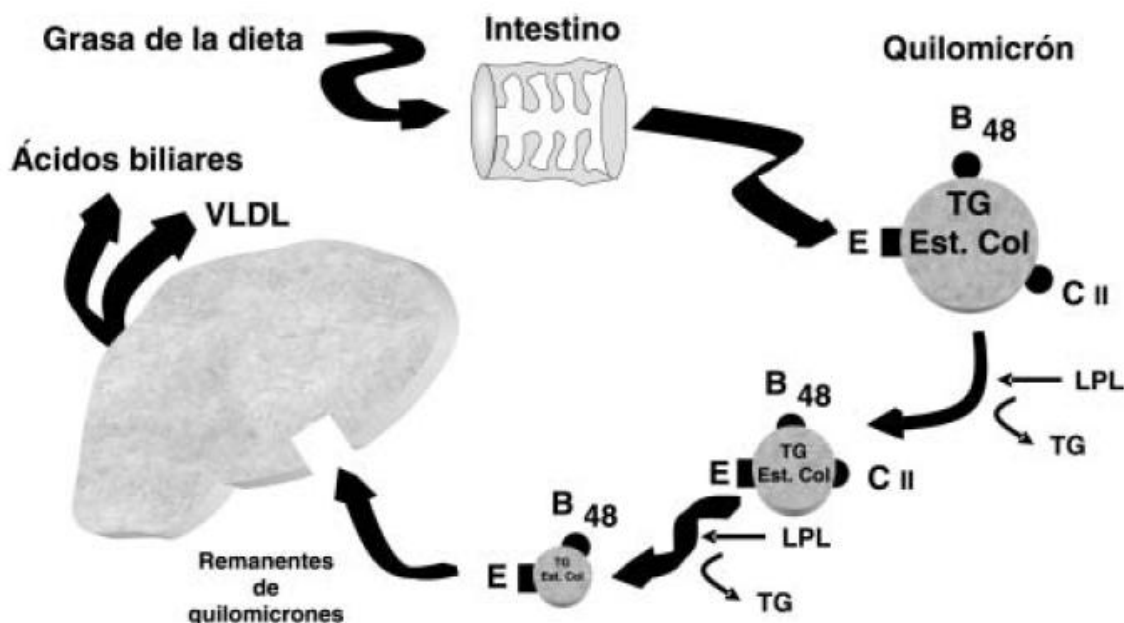 Grasa de la dieta
Intestino
Quilomicrón
B 48
TG
Est. Col
E
C II
Ácidos biliares
VLDL
LPL
TG
B 48
TG
Est. Col
E
C II
LPL
TG
B 48
TG
Est. Col
E
Remanentes
de
quilomicrones